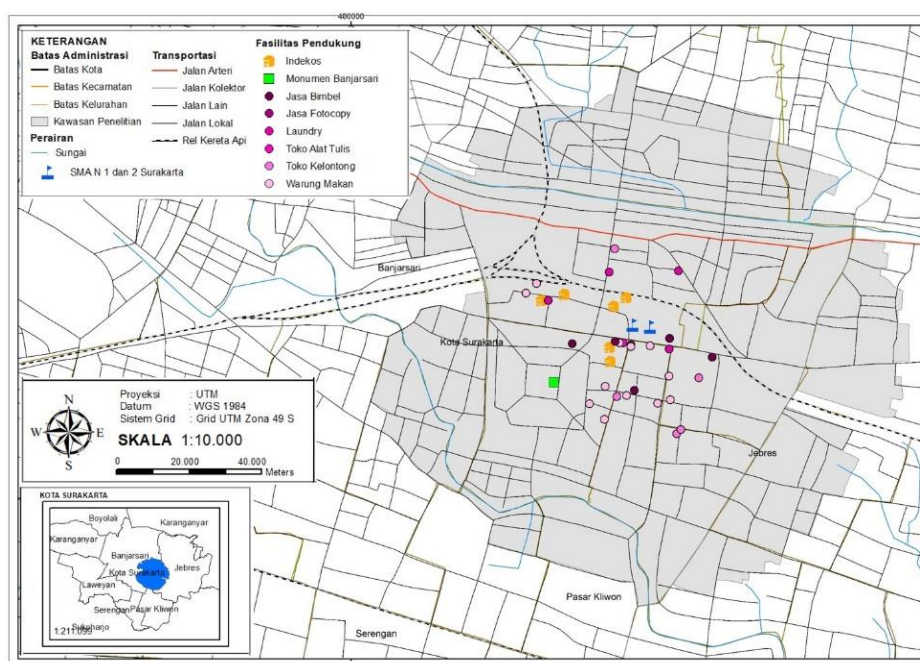 480000
KETERANGAN
Batas Administrasi
Batas Kota
Batas Kecamatan
Batas Kelurahan
Kawasan Penelitian
Perairan
Sungai
SMA N 1 dan 2 Surakarta
Transportasi
Jalan Arteri
Jalan Kolektor
Jalan Lain
Jalan Lokal
Rel Kereta Api
Fasilitas Pendukung
Indekos
Monumen Banjarsari
Jasa Bimbel
Jasa Fotocopy
Laundry
Toko Alat Tulis
Toko Kelontong
Warung Makan
Banjarsari
Kota Surakarta
Jebres
Pasar Kliwon
Serengan
N
W E
S
Proyeksi : UTM
Datum : WGS 1984
Sistem Grid : Grid UTM Zona 49 S
SKALA 1:10.000
0 20.000 40.000
Meters
KOTA SURAKARTA
Boyolali
Karanganyar
Karanganyar
Banjarsari
Jebres
Kota Surakarta
Laweyan
Serengan
Pasar Kliwon
Sukoharjo
1:211.099